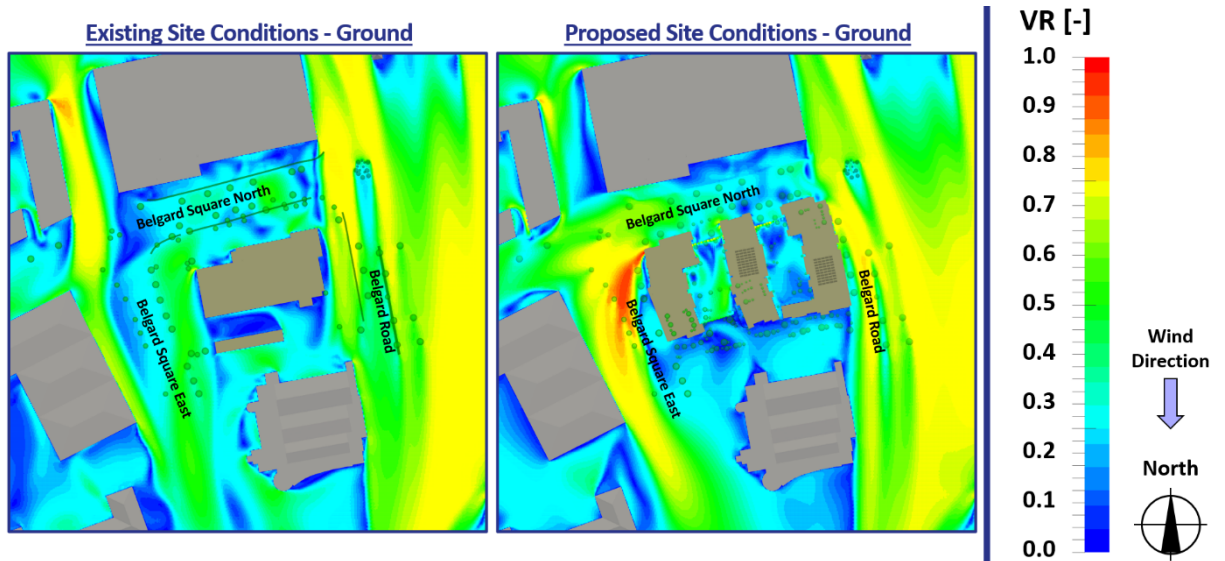 Existing Site Conditions - Ground
Proposed Site Conditions - Ground
VR [-]
Belgard Square North
Belgard Square East
Belgard Road
Belgard Square North
Belgard Square East
Belgard Road
1.0
0.9
0.8
0.7
0.6
0.5
0.4
0.3
0.2
0.1
0.0
Wind
Direction
North